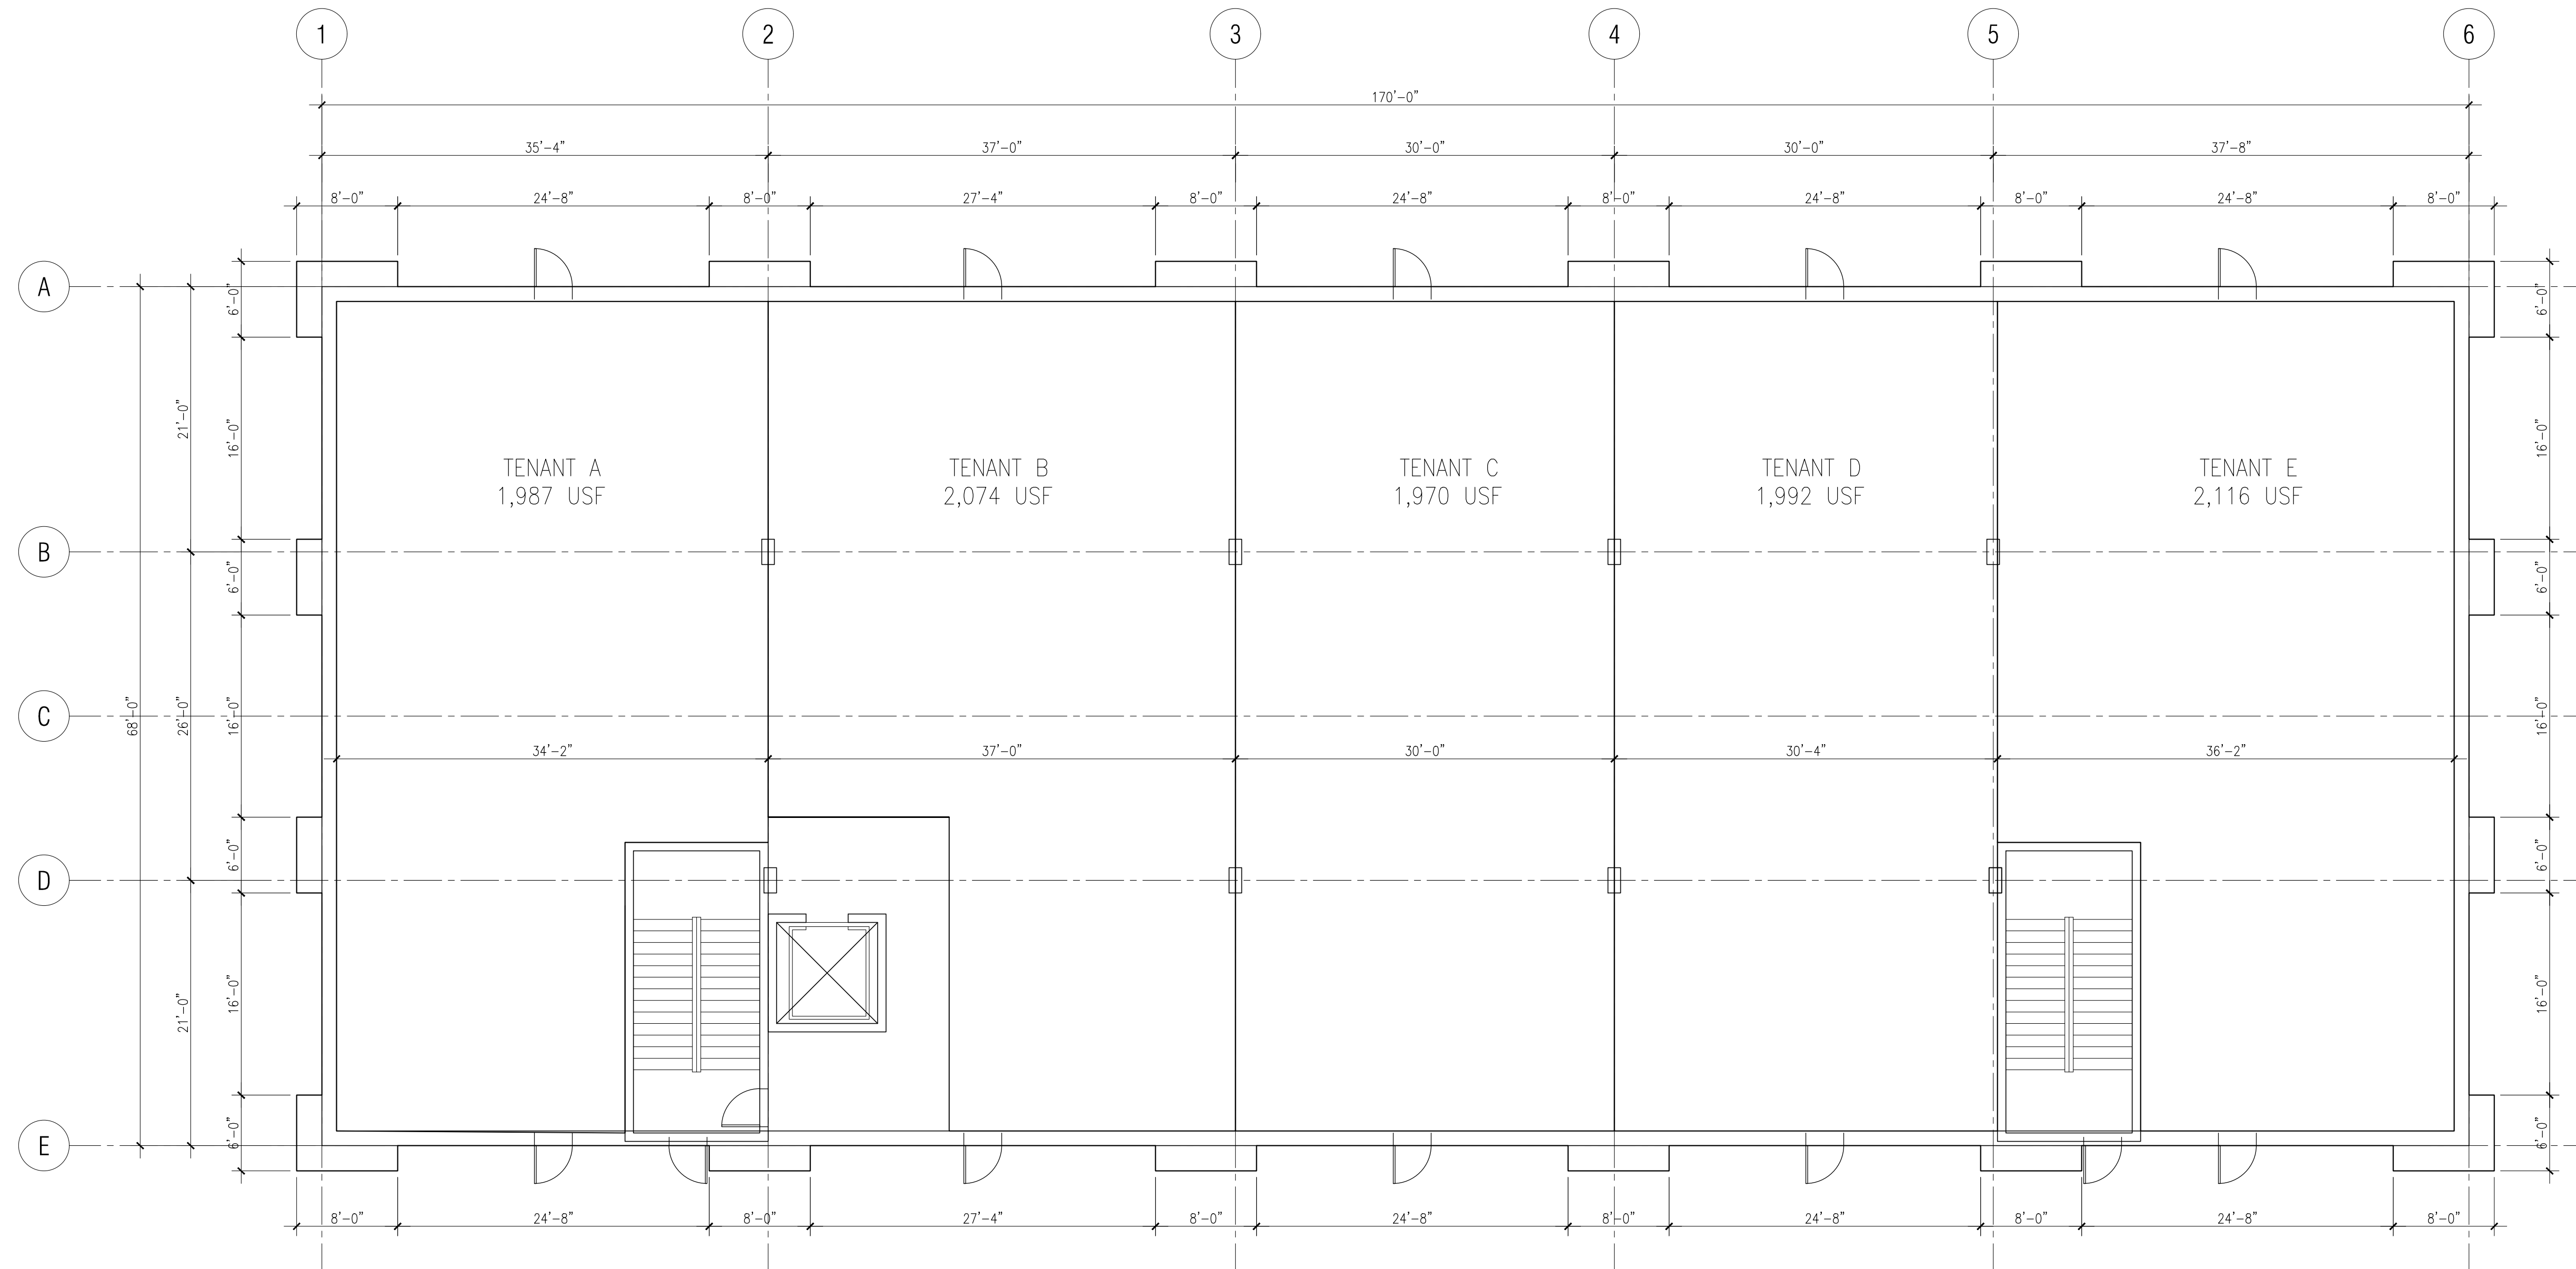 1 2 3 4 5 6
170'-0"
35'-4" 37'-0" 30'-0" 30'-0" 37'-8"
8'-0" 24'-8" 8'-0" 27'-4" 8'-0" 24'-8" 8'-0" 24'-8" 8'-0" 24'-8" 8'-0"
A
6'-0" 6'-0"
21'-0" 16'-0" 16'-0"
TENANT A TENANT B TENANT C TENANT D TENANT E
1,987 USF 2,074 USF 1,970 USF 1,992 USF 2,116 USF
B
6'-0" 6'-0"
C
68'-0" 26'-0" 16'-0" 16'-0"
34'-2" 37'-0" 30'-0" 30'-4" 36'-2"
6'-0" 6'-0"
D
21'-0" 16'-0" 16'-0"
6'-0" 6'-0"
E
8'-0" 24'-8" 8'-0" 27'-4" 8'-0" 24'-8" 8'-0" 24'-8" 8'-0" 24'-8" 8'-0"